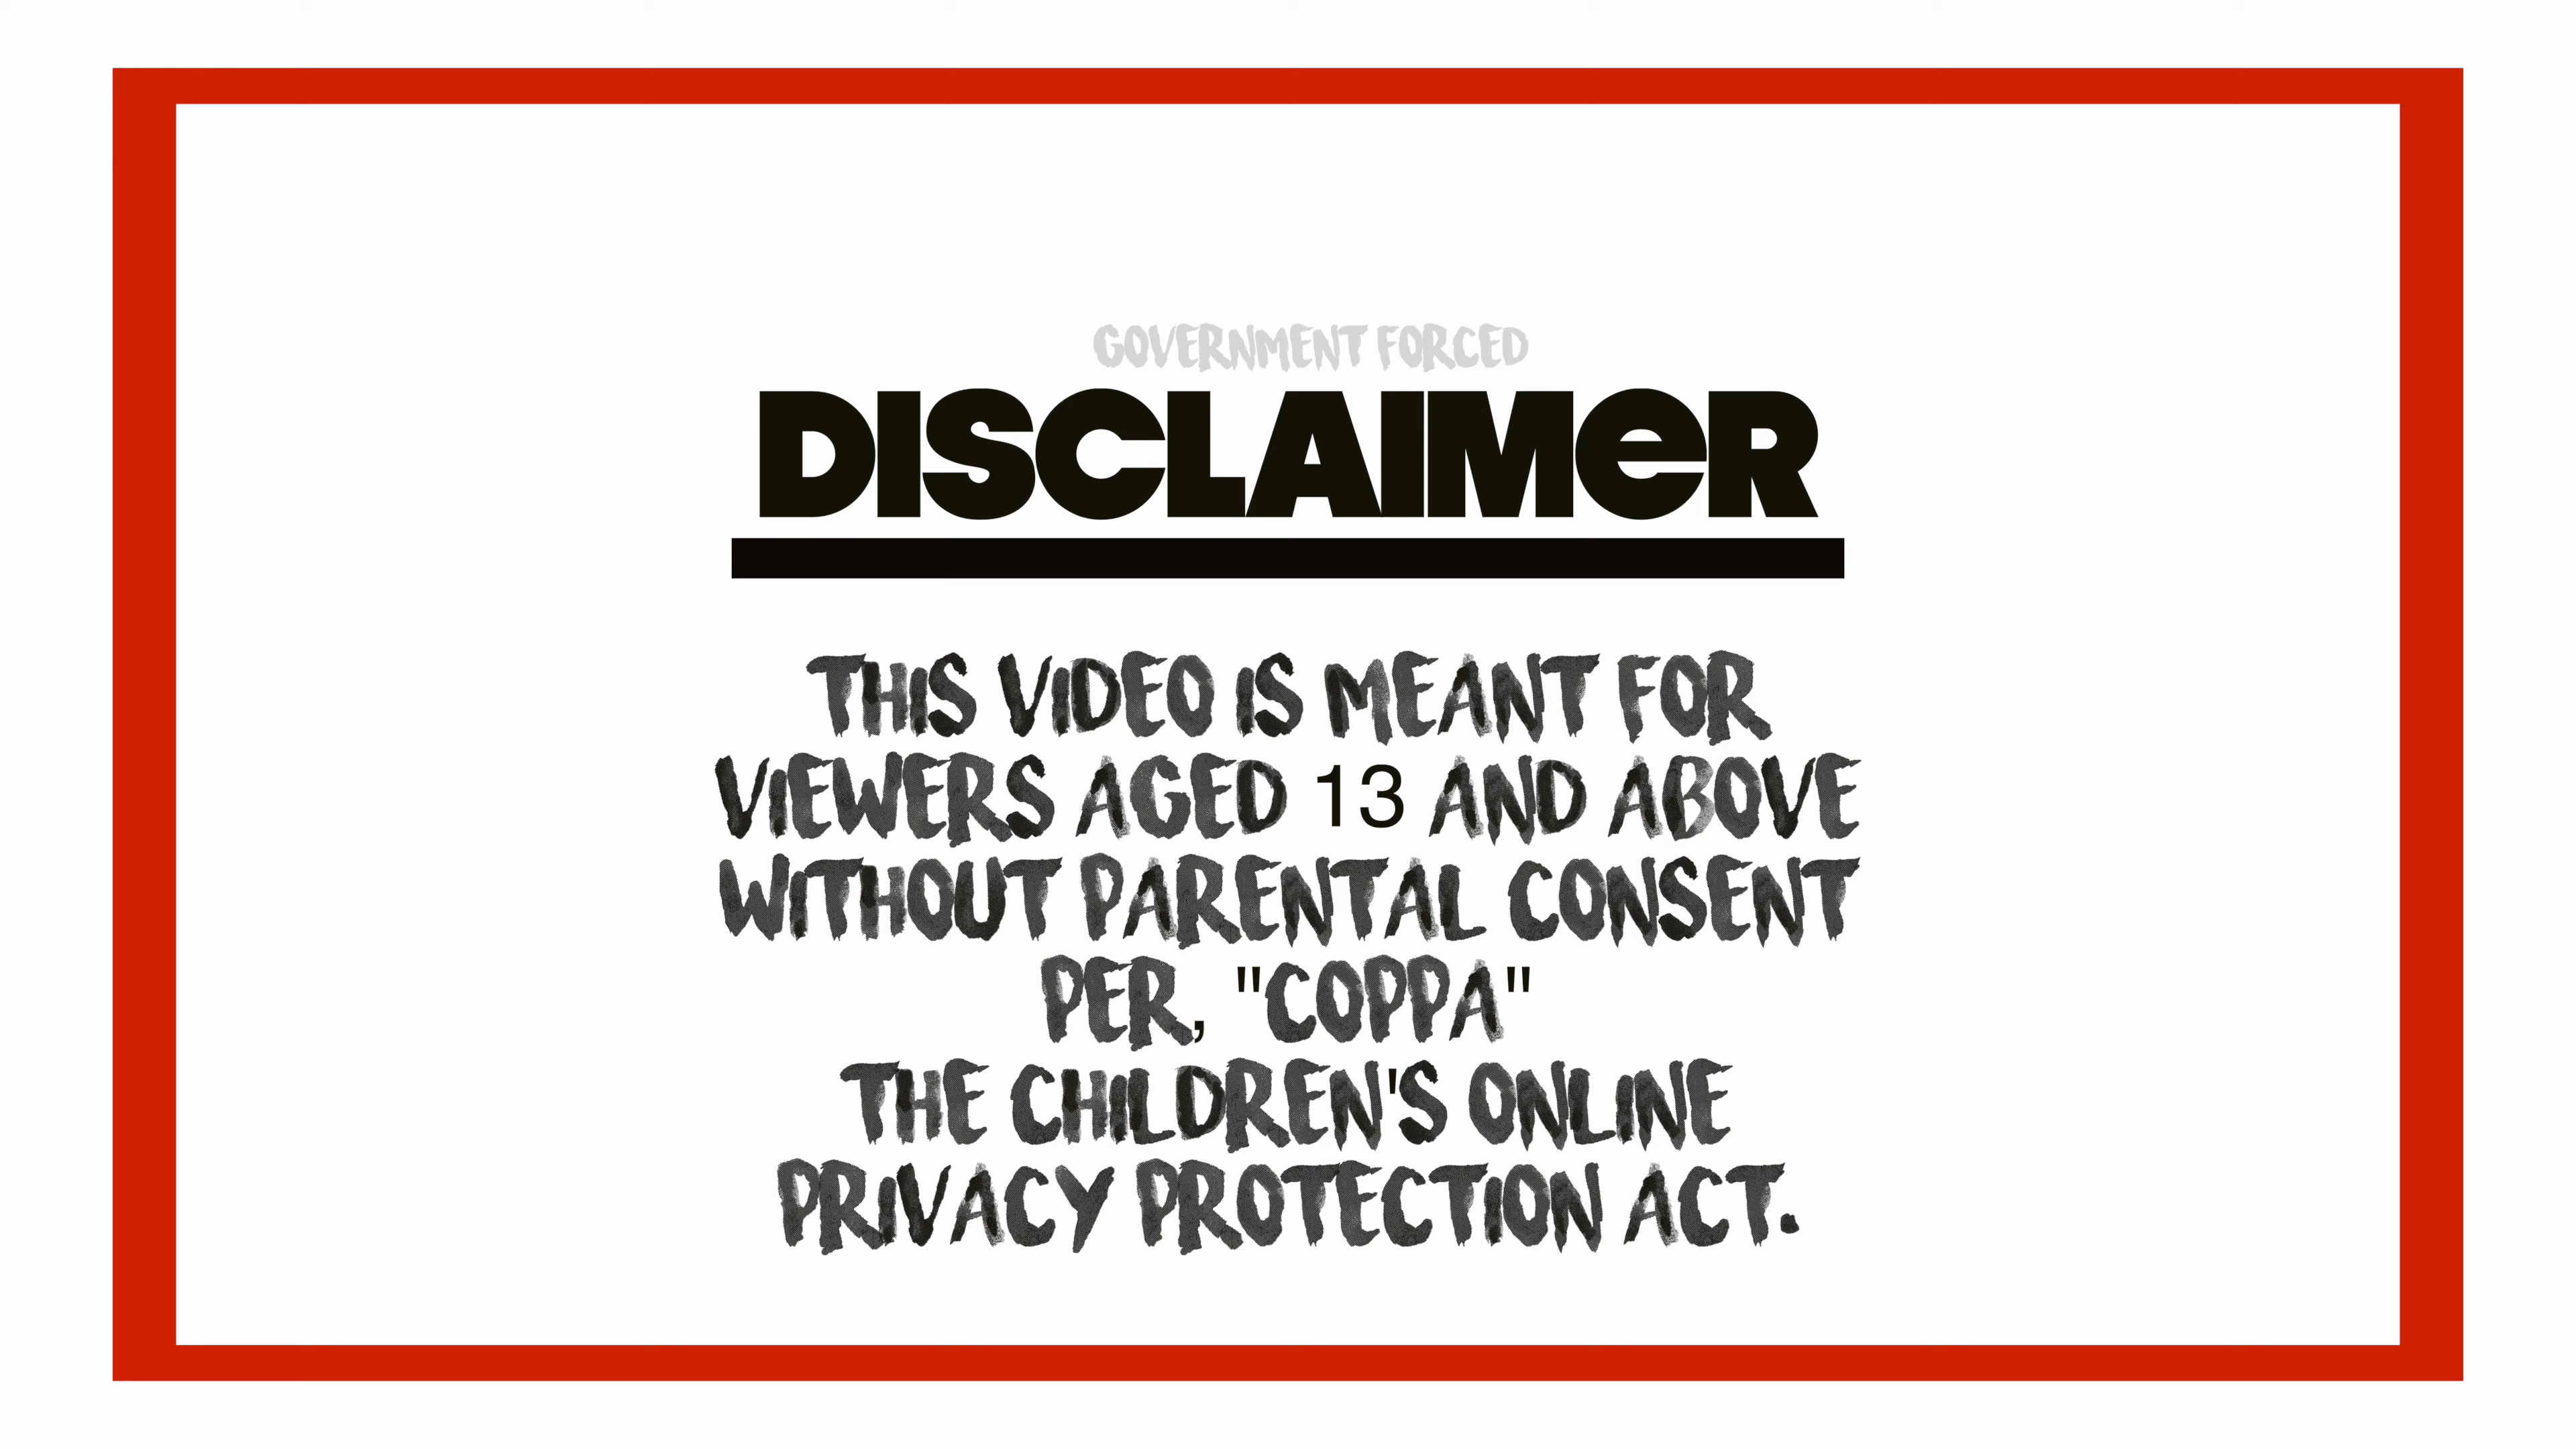 GOVERNMENT FORCED
DISCLAIMeR
THIS VIDEO IS MEANT FOR
VIEWERS AGED 13 AND ABOVE
WITHOUT PARENTAL CONSENT
PER, "COPPA"
THE CHILDREN'S ONLINE
PRIVACY PROTECTION ACT.